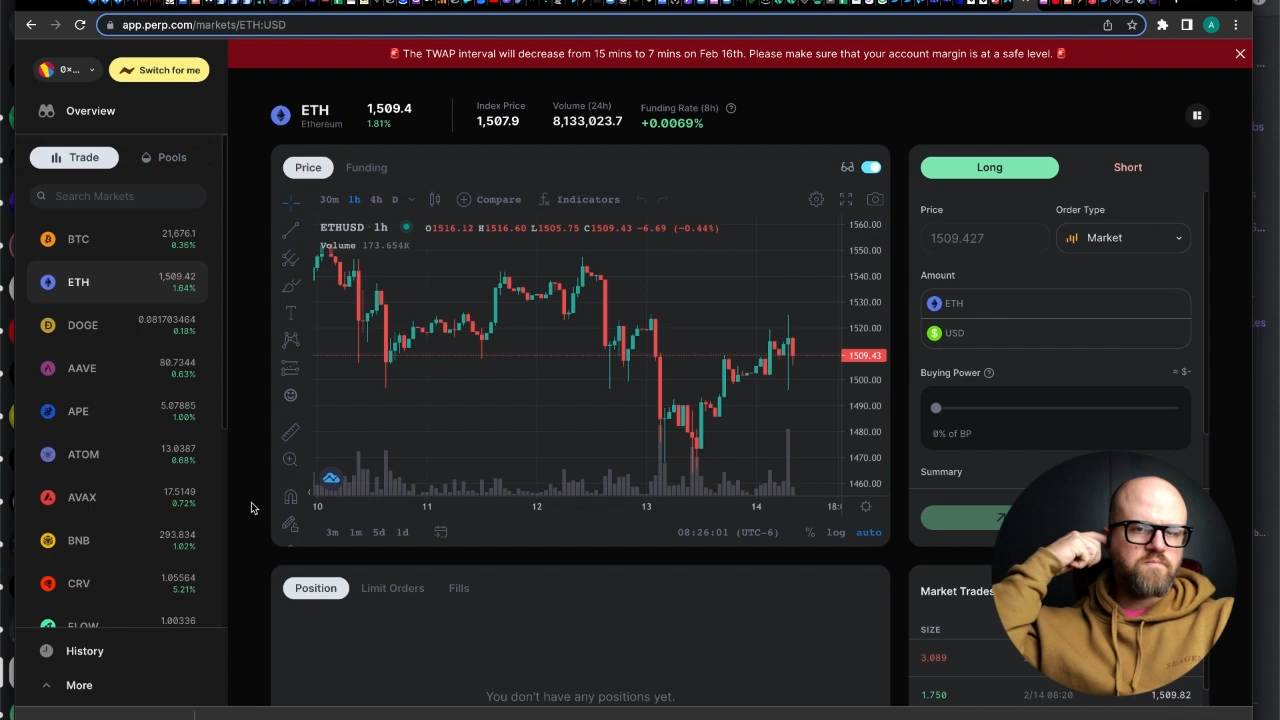 app.perp.com/markets/ETH:USD
A
🚨 The TWAP interval will decrease from 15 mins to 7 mins on Feb 16th. Please make sure that your account margin is at a safe level. 🚨
0×...
Switch for me
Overview
Trade
Pools
Search Markets
BTC
21,676.1
0.36%
ETH
1,509.42
1.64%
DOGE
0.081703464
0.18%
AAVE
80.7344
0.63%
APE
5.07885
1.00%
ATOM
13.0387
0.68%
AVAX
17.5149
0.72%
BNB
293.834
1.02%
CRV
1.05564
5.21%
FLOW
1.00336
History
More
ETH
Ethereum
1,509.4
1.81%
Index Price
1,507.9
Volume (24h)
8,133,023.7
Funding Rate (8h)
+0.0069%
Price
Funding
30m 1h 4h D
Compare
Indicators
ETHUSD · 1h O1516.12 H1516.60 L1505.75 C1509.43 -6.69 (-0.44%)
Volume 173.654K
1560.00
1550.00
1540.00
1530.00
1520.00
1509.43
1500.00
1490.00
1480.00
1470.00
1460.00
10 11 12 13 14 18:
3m 1m 5d 1d
08:26:01 (UTC-6)
% log auto
Position
Limit Orders
Fills
You don't have any positions yet.
Long
Short
Price
1509.427
Order Type
Market
Amount
ETH
USD
Buying Power
≈ $-
0% of BP
Summary
Market Trades
SIZE
3.089
1.750 2/14 08:20 1,509.82